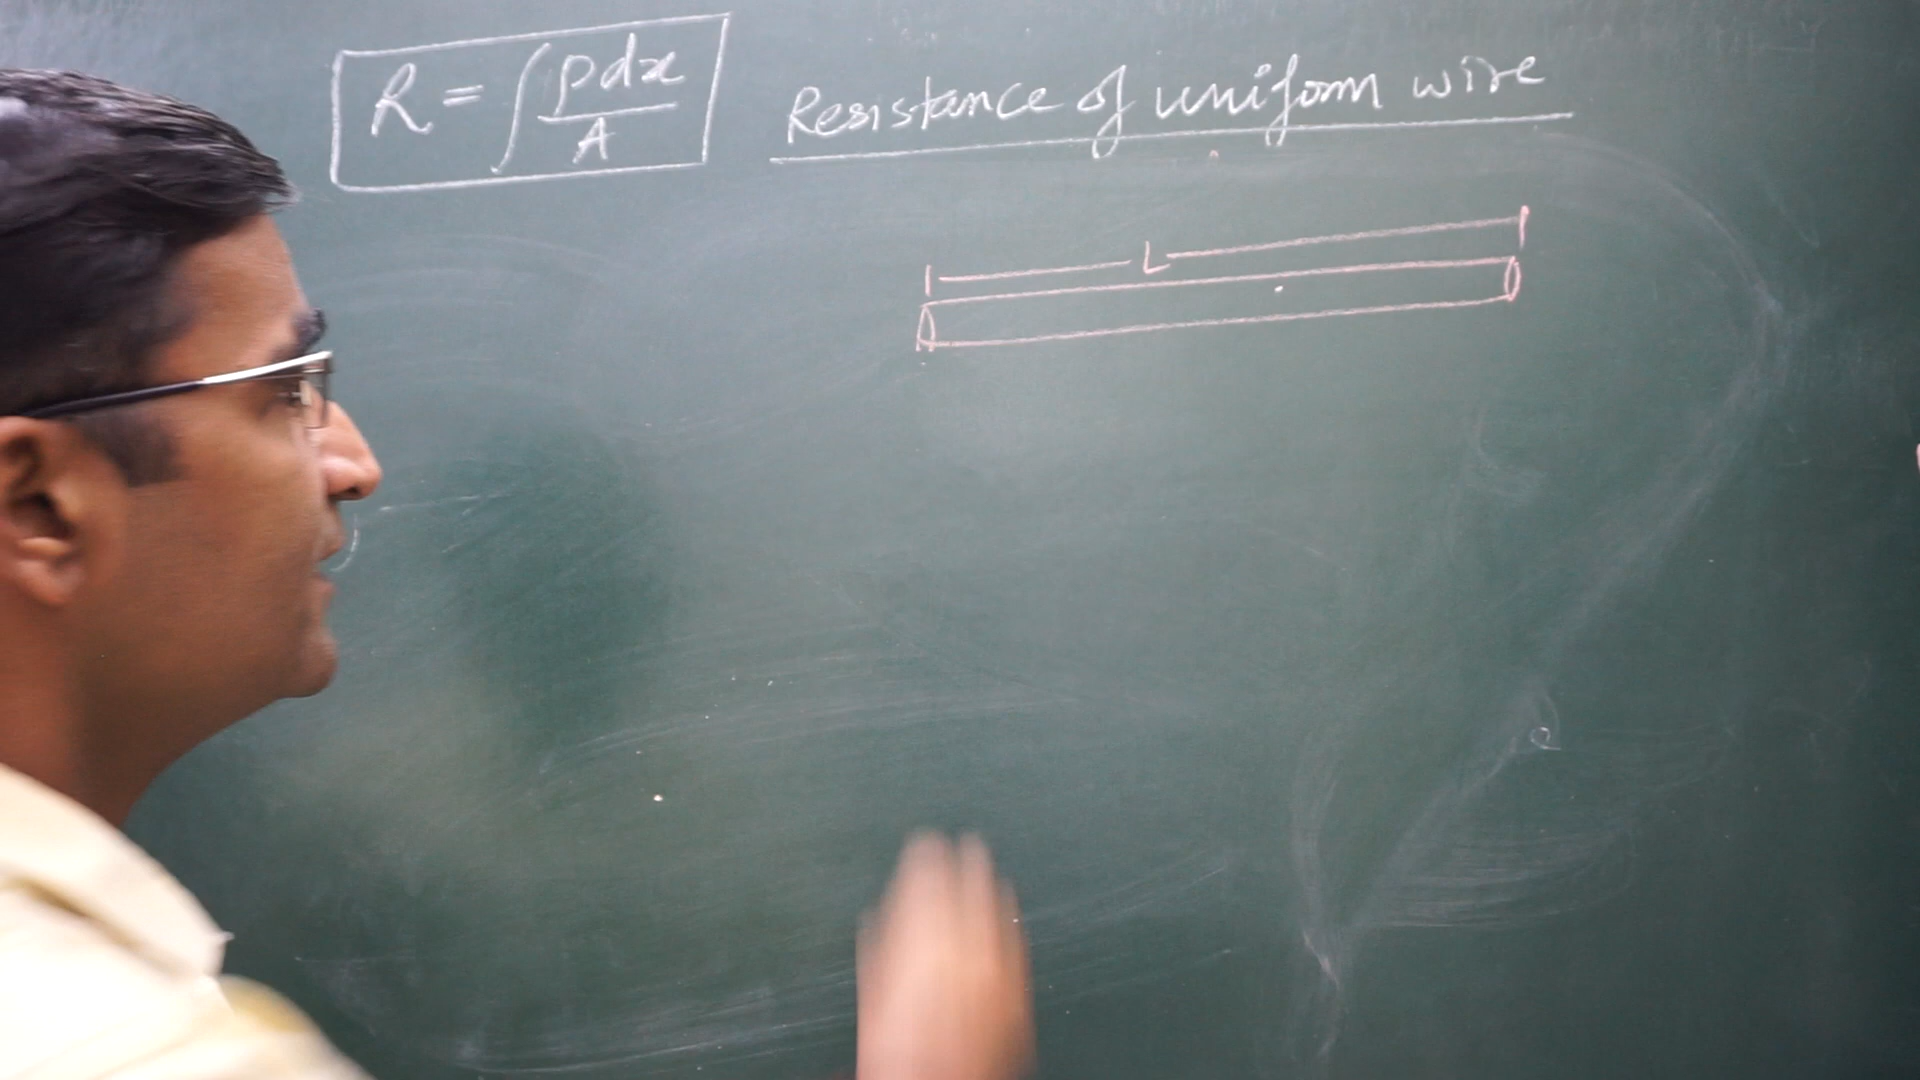 R = ∫ ρdx / A
Resistance of uniform wire
L